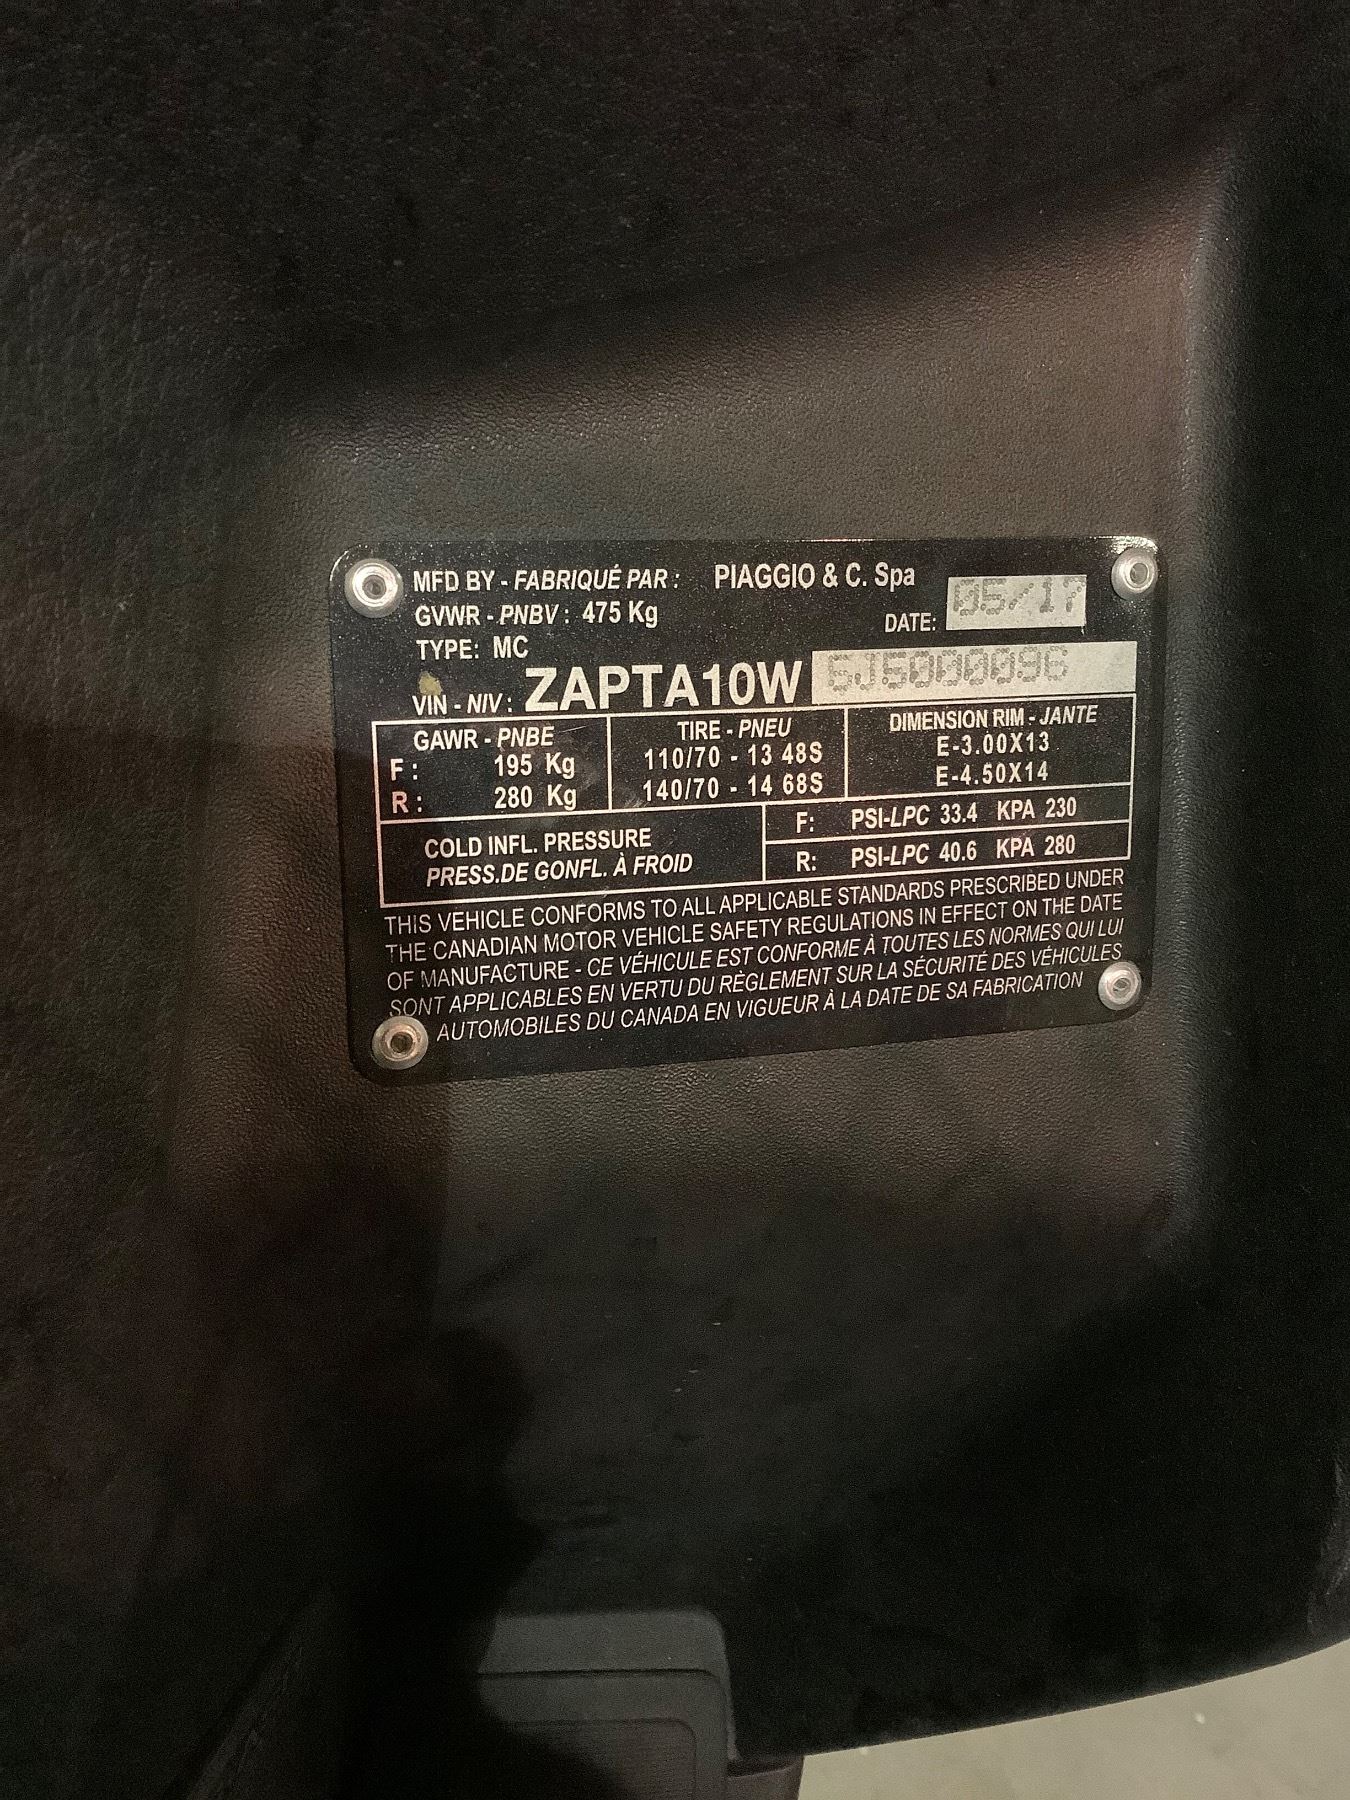 MFD BY - FABRIQUÉ PAR : PIAGGIO & C. Spa
GVWR - PNBV : 475 Kg
DATE: 05/17
TYPE: MC
VIN - NIV : ZAPTA10W 6J5000096
GAWR - PNBE
F : 195 Kg
R : 280 Kg
TIRE - PNEU
110/70 - 13 48S
140/70 - 14 68S
DIMENSION RIM - JANTE
E-3.00X13
E-4.50X14
COLD INFL. PRESSURE
PRESS.DE GONFL. À FROID
F: PSI-LPC 33.4 KPA 230
R: PSI-LPC 40.6 KPA 280
THIS VEHICLE CONFORMS TO ALL APPLICABLE STANDARDS PRESCRIBED UNDER
THE CANADIAN MOTOR VEHICLE SAFETY REGULATIONS IN EFFECT ON THE DATE
OF MANUFACTURE - CE VÉHICULE EST CONFORME À TOUTES LES NORMES QUI LUI
SONT APPLICABLES EN VERTU DU RÈGLEMENT SUR LA SÉCURITÉ DES VÉHICULES
AUTOMOBILES DU CANADA EN VIGUEUR À LA DATE DE SA FABRICATION